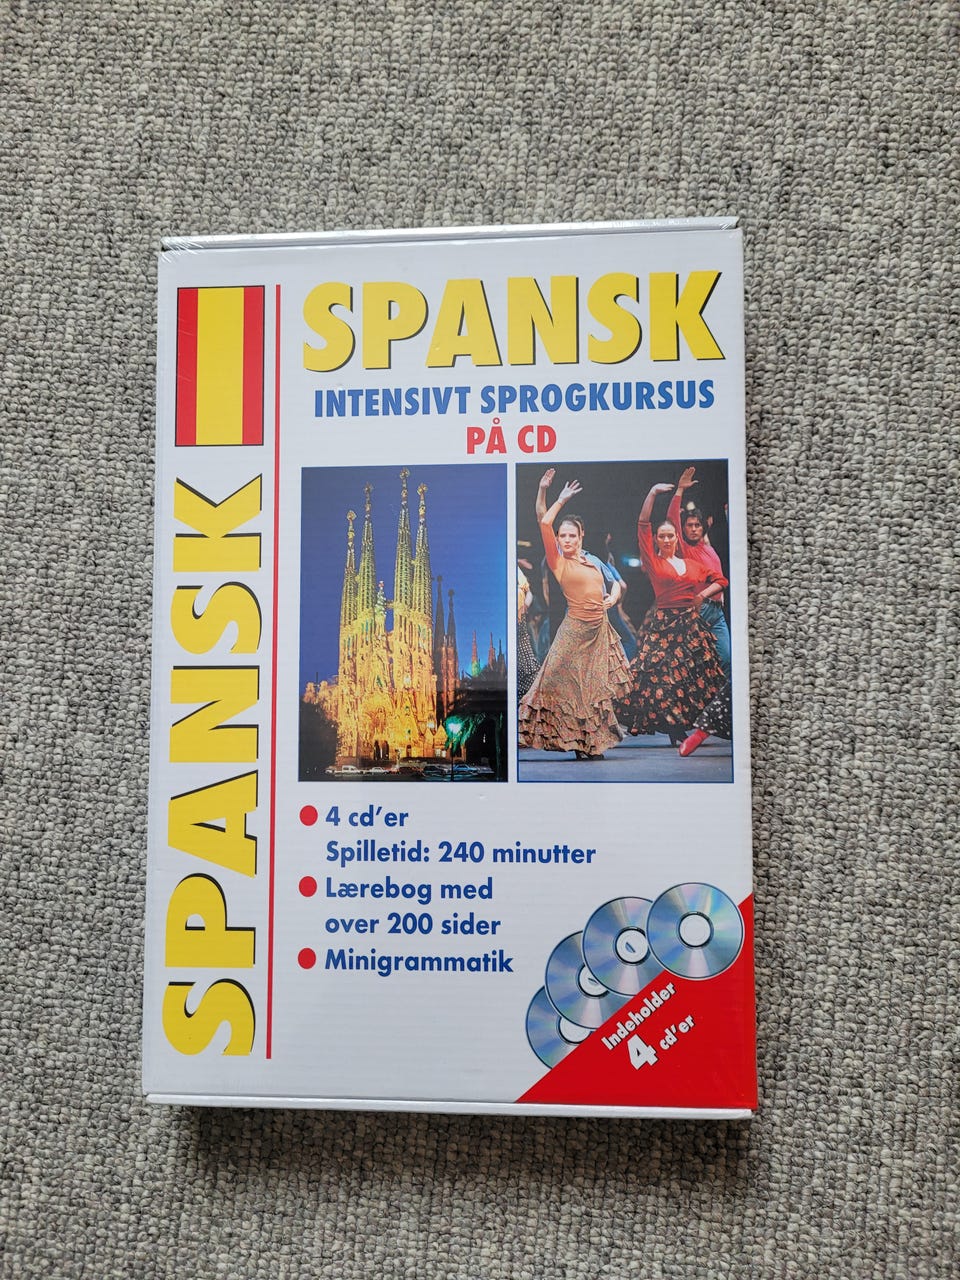 SPANSK
SPANSK
INTENSIVT SPROGKURSUS
PÅ CD
4 cd'er
Spilletid: 240 minutter
Lærebog med
over 200 sider
Minigrammatik
Indeholder
4 cd'er